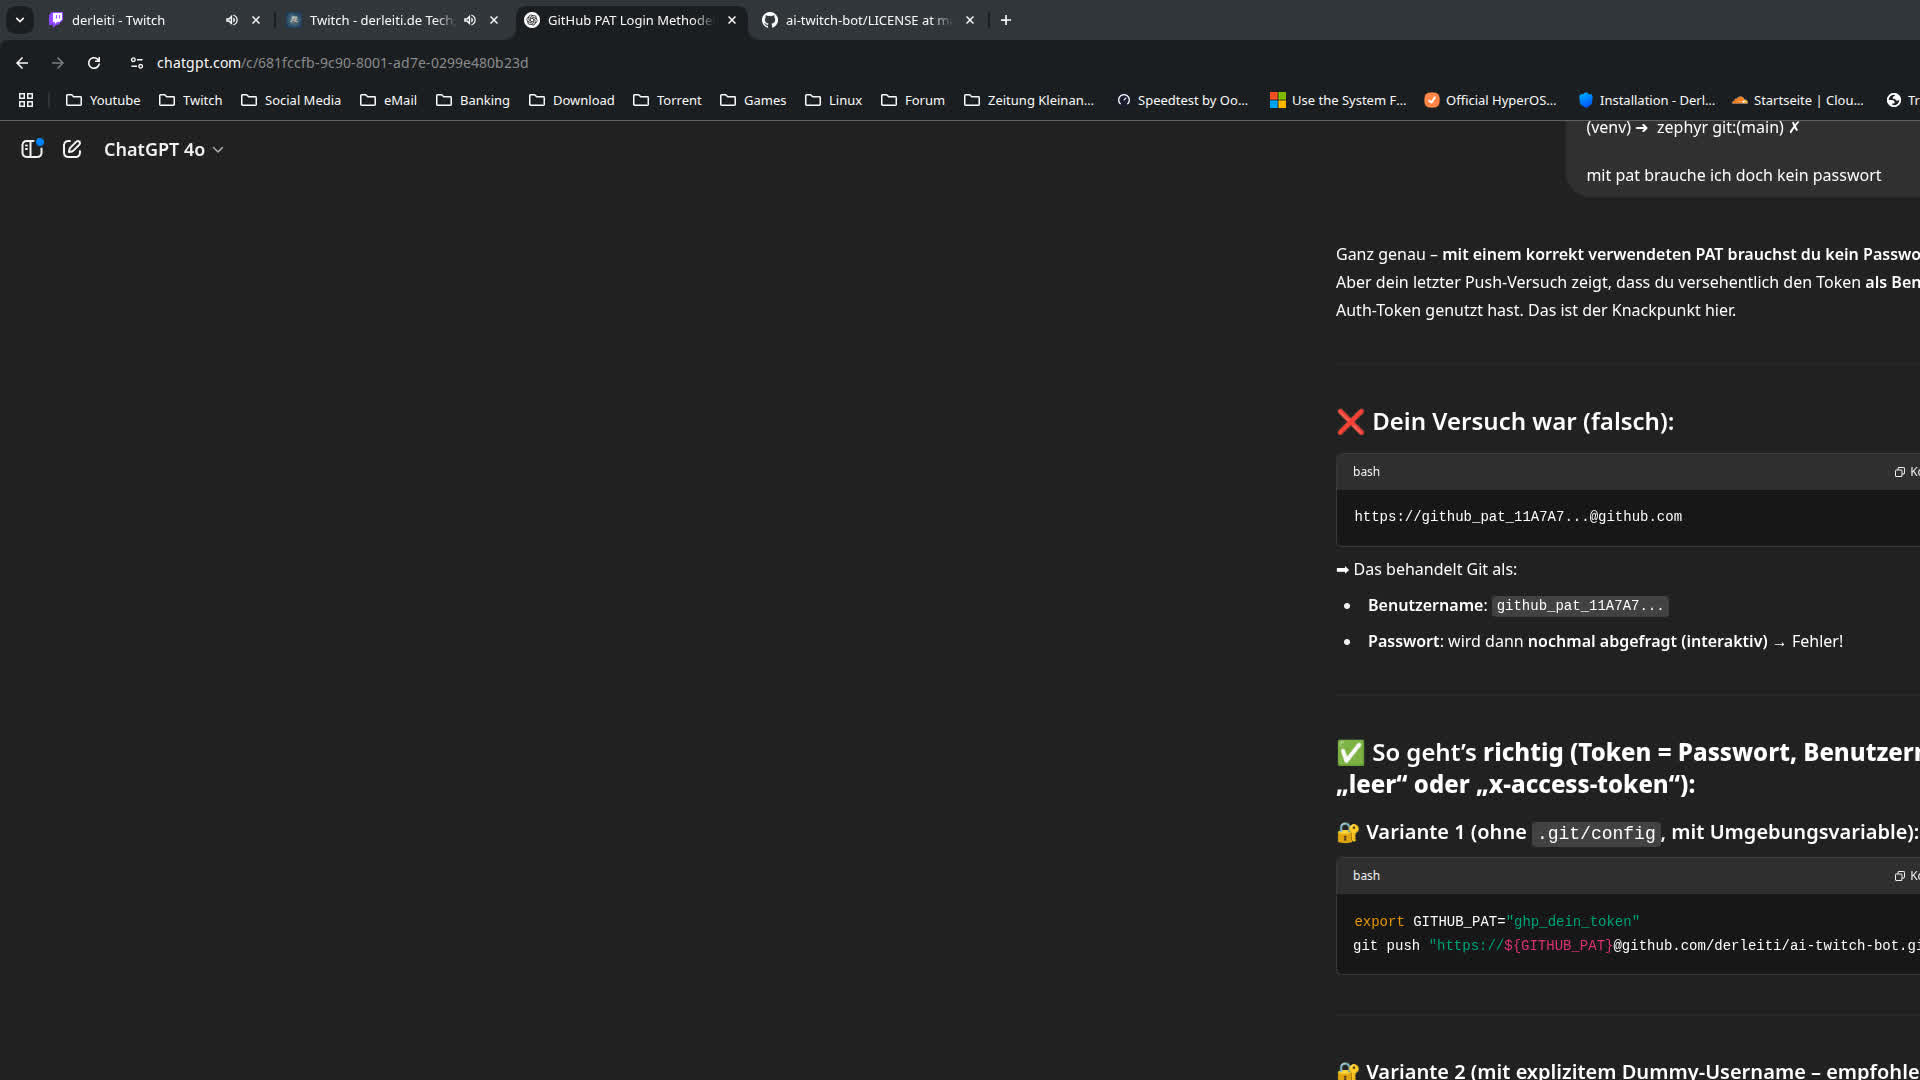 derleiti - Twitch
Twitch - derleiti.de Tech
GitHub PAT Login Methode
ai-twitch-bot/LICENSE at m
chatgpt.com/c/681fccfb-9c90-8001-ad7e-0299e480b23d
Youtube
Twitch
Social Media
eMail
Banking
Download
Torrent
Games
Linux
Forum
Zeitung Kleinan...
Speedtest by Oo...
Use the System F...
Official HyperOS...
Installation - Derl...
Startseite | Clou...
Tr
ChatGPT 4o
(venv) ➜ zephyr git:(main) ✗
mit pat brauche ich doch kein passwort
Ganz genau – mit einem korrekt verwendeten PAT brauchst du kein Passwo
Aber dein letzter Push-Versuch zeigt, dass du versehentlich den Token als Ben
Auth-Token genutzt hast. Das ist der Knackpunkt hier.
❌ Dein Versuch war (falsch):
bash
Ko
https://github_pat_11A7A7...@github.com
➡ Das behandelt Git als:
• Benutzername: github_pat_11A7A7...
• Passwort: wird dann nochmal abgefragt (interaktiv) → Fehler!
✅ So geht’s richtig (Token = Passwort, Benutzern
„leer“ oder „x-access-token“):
🔐 Variante 1 (ohne .git/config, mit Umgebungsvariable):
bash
Ko
export GITHUB_PAT="ghp_dein_token"
git push "https://${GITHUB_PAT}@github.com/derleiti/ai-twitch-bot.gi
🔐 Variante 2 (mit explizitem Dummy-Username – empfohle